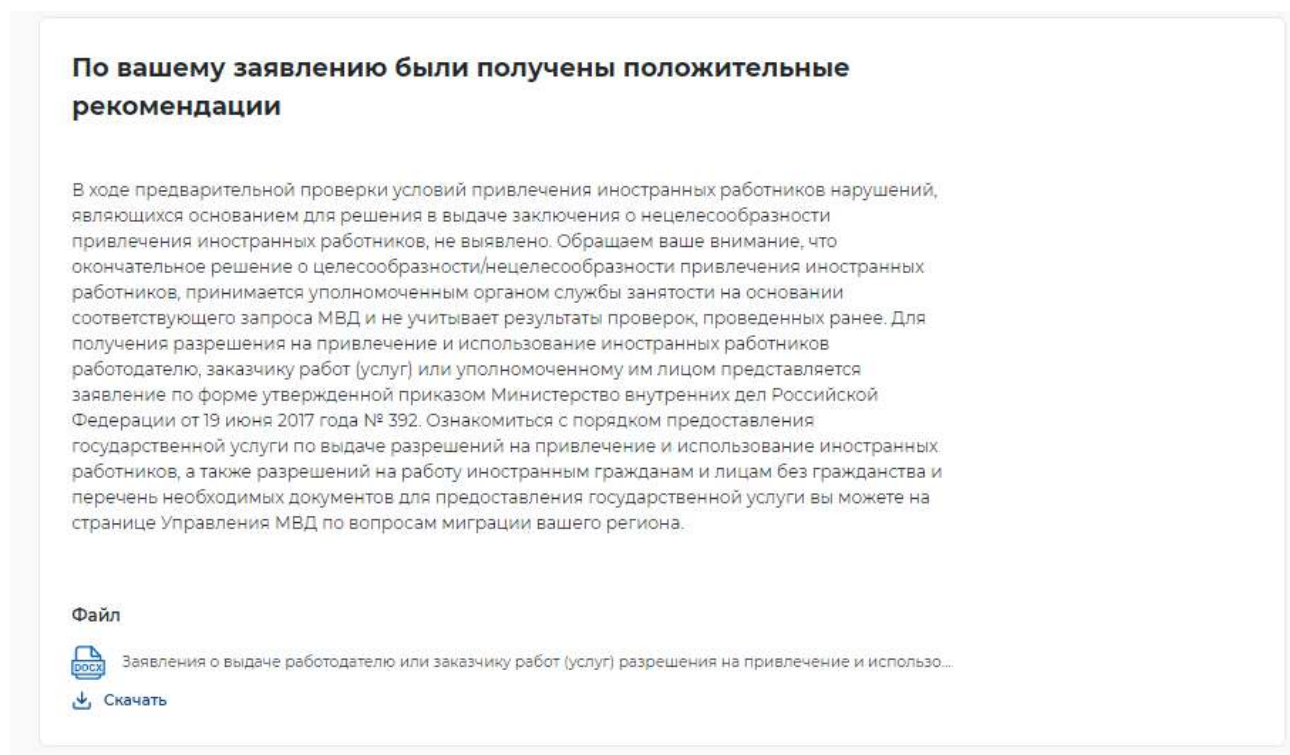 По вашему заявлению были получены положительные
рекомендации
В ходе предварительной проверки условий привлечения иностранных работников нарушений,
являющихся основанием для решения в выдаче заключения о нецелесообразности
привлечения иностранных работников, не выявлено. Обращаем ваше внимание, что
окончательное решение о целесообразности/нецелесообразности привлечения иностранных
работников, принимается уполномоченным органом службы занятости на основании
соответствующего запроса МВД и не учитывает результаты проверок, проведенных ранее. Для
получения разрешения на привлечение и использование иностранных работников
работодателю, заказчику работ (услуг) или уполномоченному им лицом представляется
заявление по форме утвержденной приказом Министерство внутренних дел Российской
Федерации от 19 июня 2017 года № 392. Ознакомиться с порядком предоставления
государственной услуги по выдаче разрешений на привлечение и использование иностранных
работников, а также разрешений на работу иностранным гражданам и лицам без гражданства и
перечень необходимых документов для предоставления государственной услуги вы можете на
странице Управления МВД по вопросам миграции вашего региона.
Файл
DOCX Заявления о выдаче работодателю или заказчику работ (услуг) разрешения на привлечение и использо...
Скачать